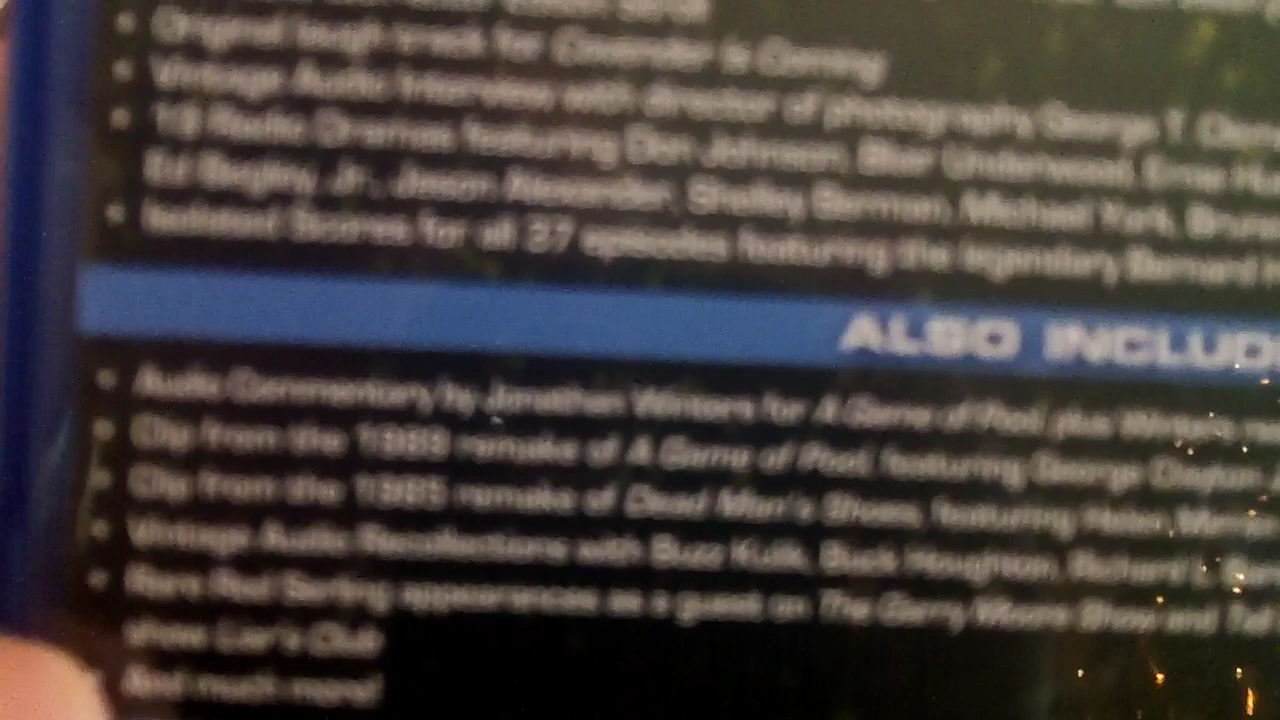 • Original laugh track for Cavender is Coming
• Vintage Audio Interview with director of photography George T.
• 19 Radio Dramas featuring Don Johnson, Blair Underwood, Ernie
Ed Begley, Jr., Jason Alexander, Shelley Berman, Michael York,
• Isolated Scores for all 37 episodes featuring the legendary Bernard
ALSO INCLUD
• Audio Commentary by Jonathan Winters for A Game of Pool, plus Winters
• Clip from the 1989 remake of A Game of Pool, featuring George
• Clip from the 1985 remake of Dead Man's Shoes, featuring Helen
• Vintage Audio Recollections with Buzz Kulik, Buck Houghton, Richard L.
• Rare Rod Serling appearances as a guest on The Garry Moore Show and
show Liar's Club
And much more!